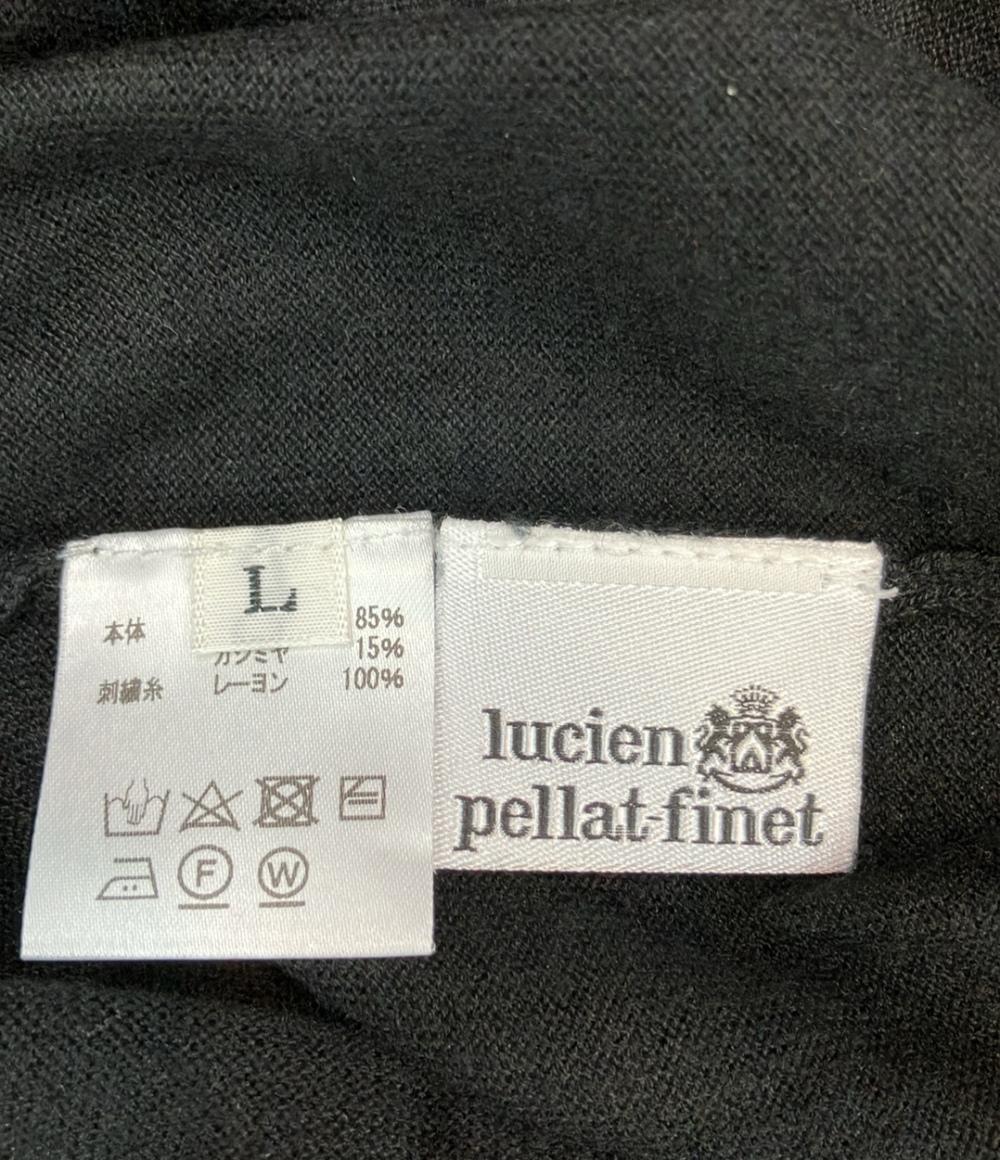 L
本体 85%
カシミヤ 15%
刺繍糸 レーヨン 100%
F W
lucien
pellat-finet